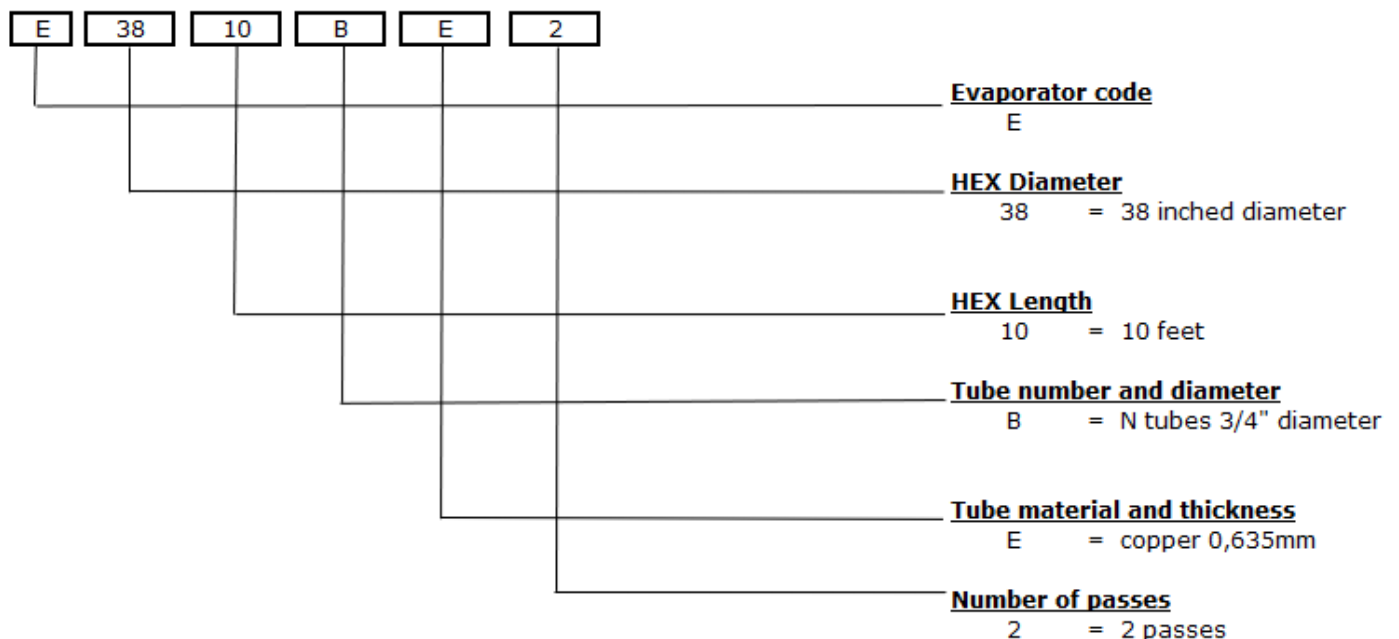 E 38 10 B E 2
Evaporator code
E
HEX Diameter
38 = 38 inched diameter
HEX Length
10 = 10 feet
Tube number and diameter
B = N tubes 3/4" diameter
Tube material and thickness
E = copper 0,635mm
Number of passes
2 = 2 passes